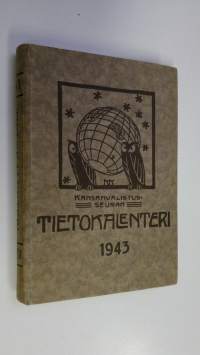 KANSANVALISTUS-
SEURAN
TIETOKALENTERI
1943